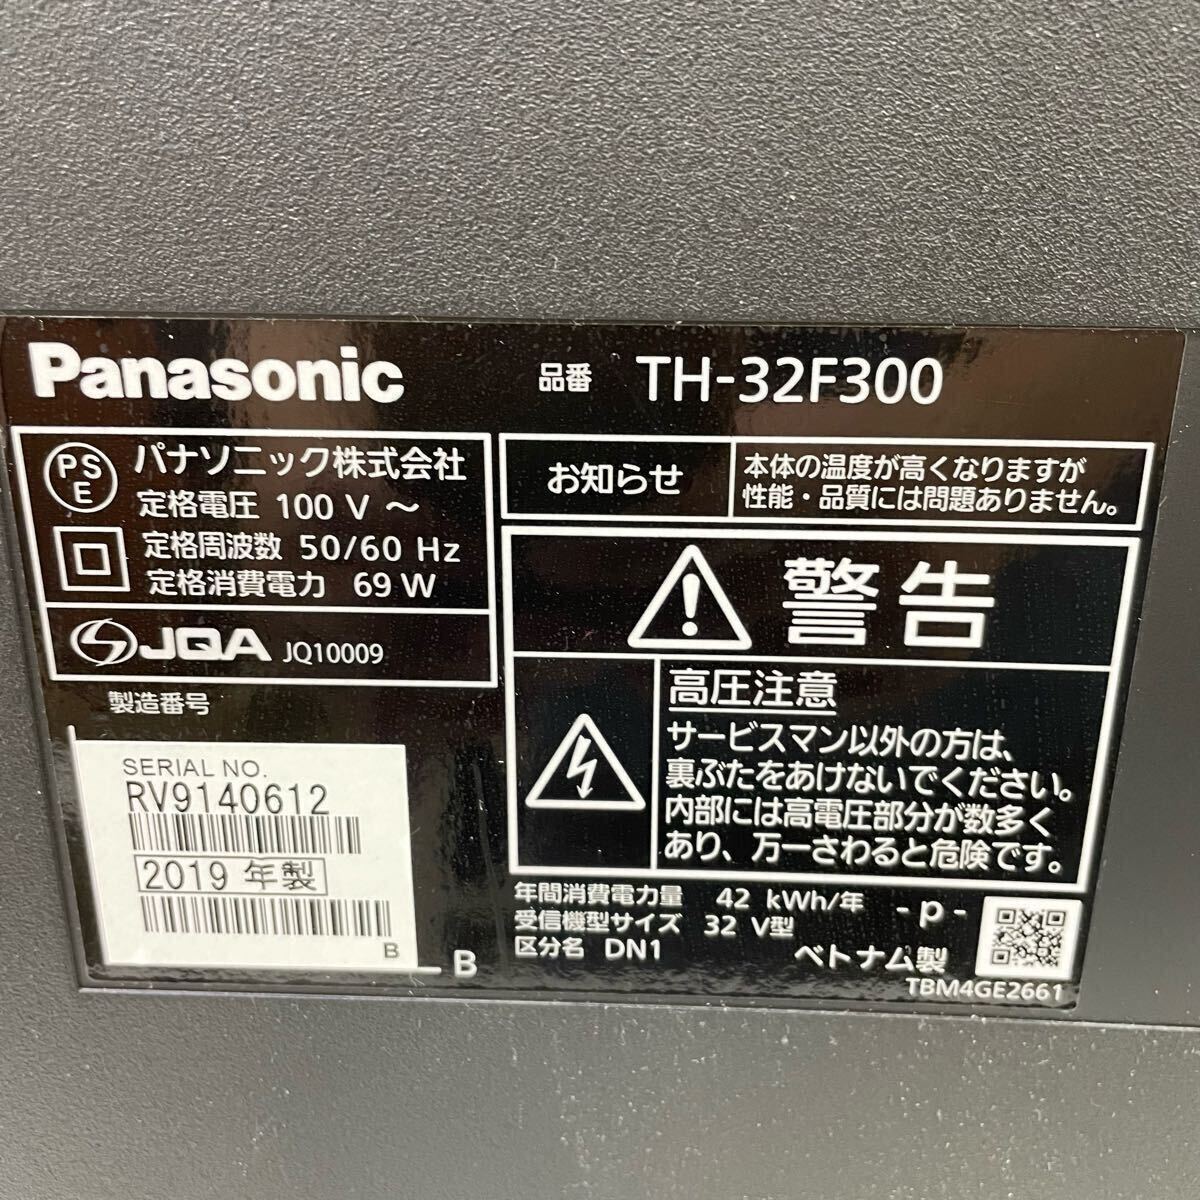 Panasonic
品番 TH-32F300
PS
E
パナソニック株式会社
定格電圧 100 V ～
定格周波数 50/60 Hz
定格消費電力 69 W
JQA JQ10009
製造番号
SERIAL NO.
RV9140612
2019 年製
B
B
お知らせ
本体の温度が高くなりますが
性能・品質には問題ありません。
警告
高圧注意
サービスマン以外の方は、
裏ぶたをあけないでください。
内部には高電圧部分が数多く
あり、万一さわると危険です。
年間消費電力量 42 kWh/年
受信機型サイズ 32 V型
区分名 DN1
- p -
ベトナム製
TBM4GE2661